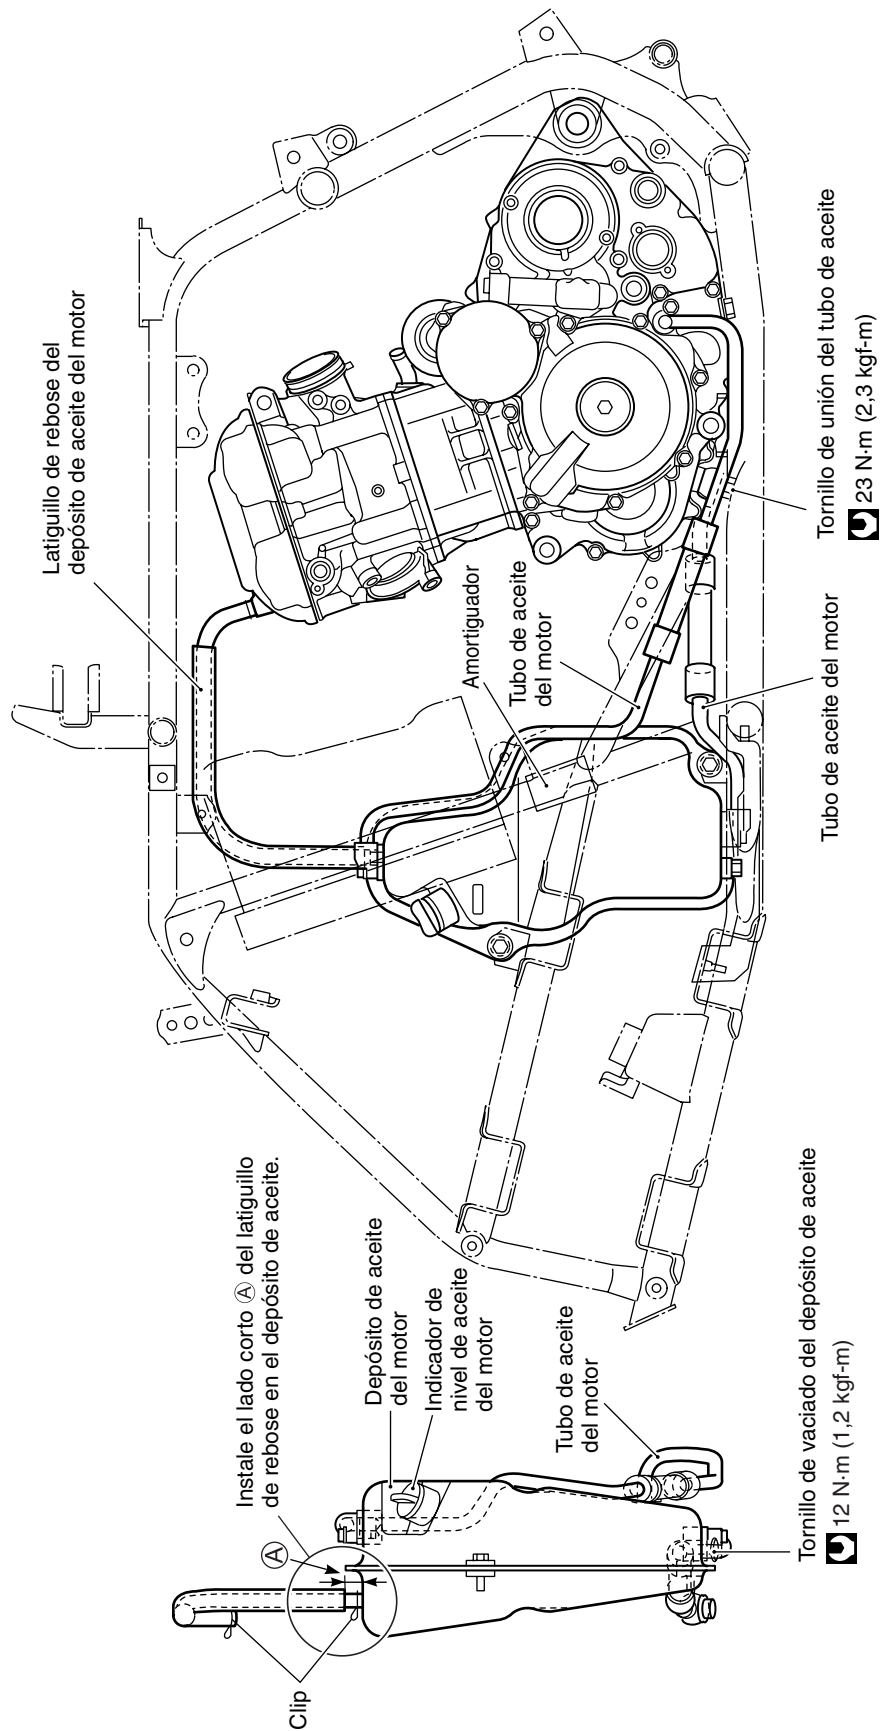 Instale el lado corto Ⓐ del latiguillo
de rebose en el depósito de aceite.
Clip
Ⓐ
Depósito de aceite
del motor
Indicador de
nivel de aceite
del motor
Tubo de aceite
del motor
Tornillo de vaciado del depósito de aceite
12 N·m (1,2 kgf-m)
Latiguillo de rebose del
depósito de aceite del motor
Amortiguador
Tubo de aceite
del motor
Tubo de aceite del motor
Tornillo de unión del tubo de aceite
23 N·m (2,3 kgf-m)